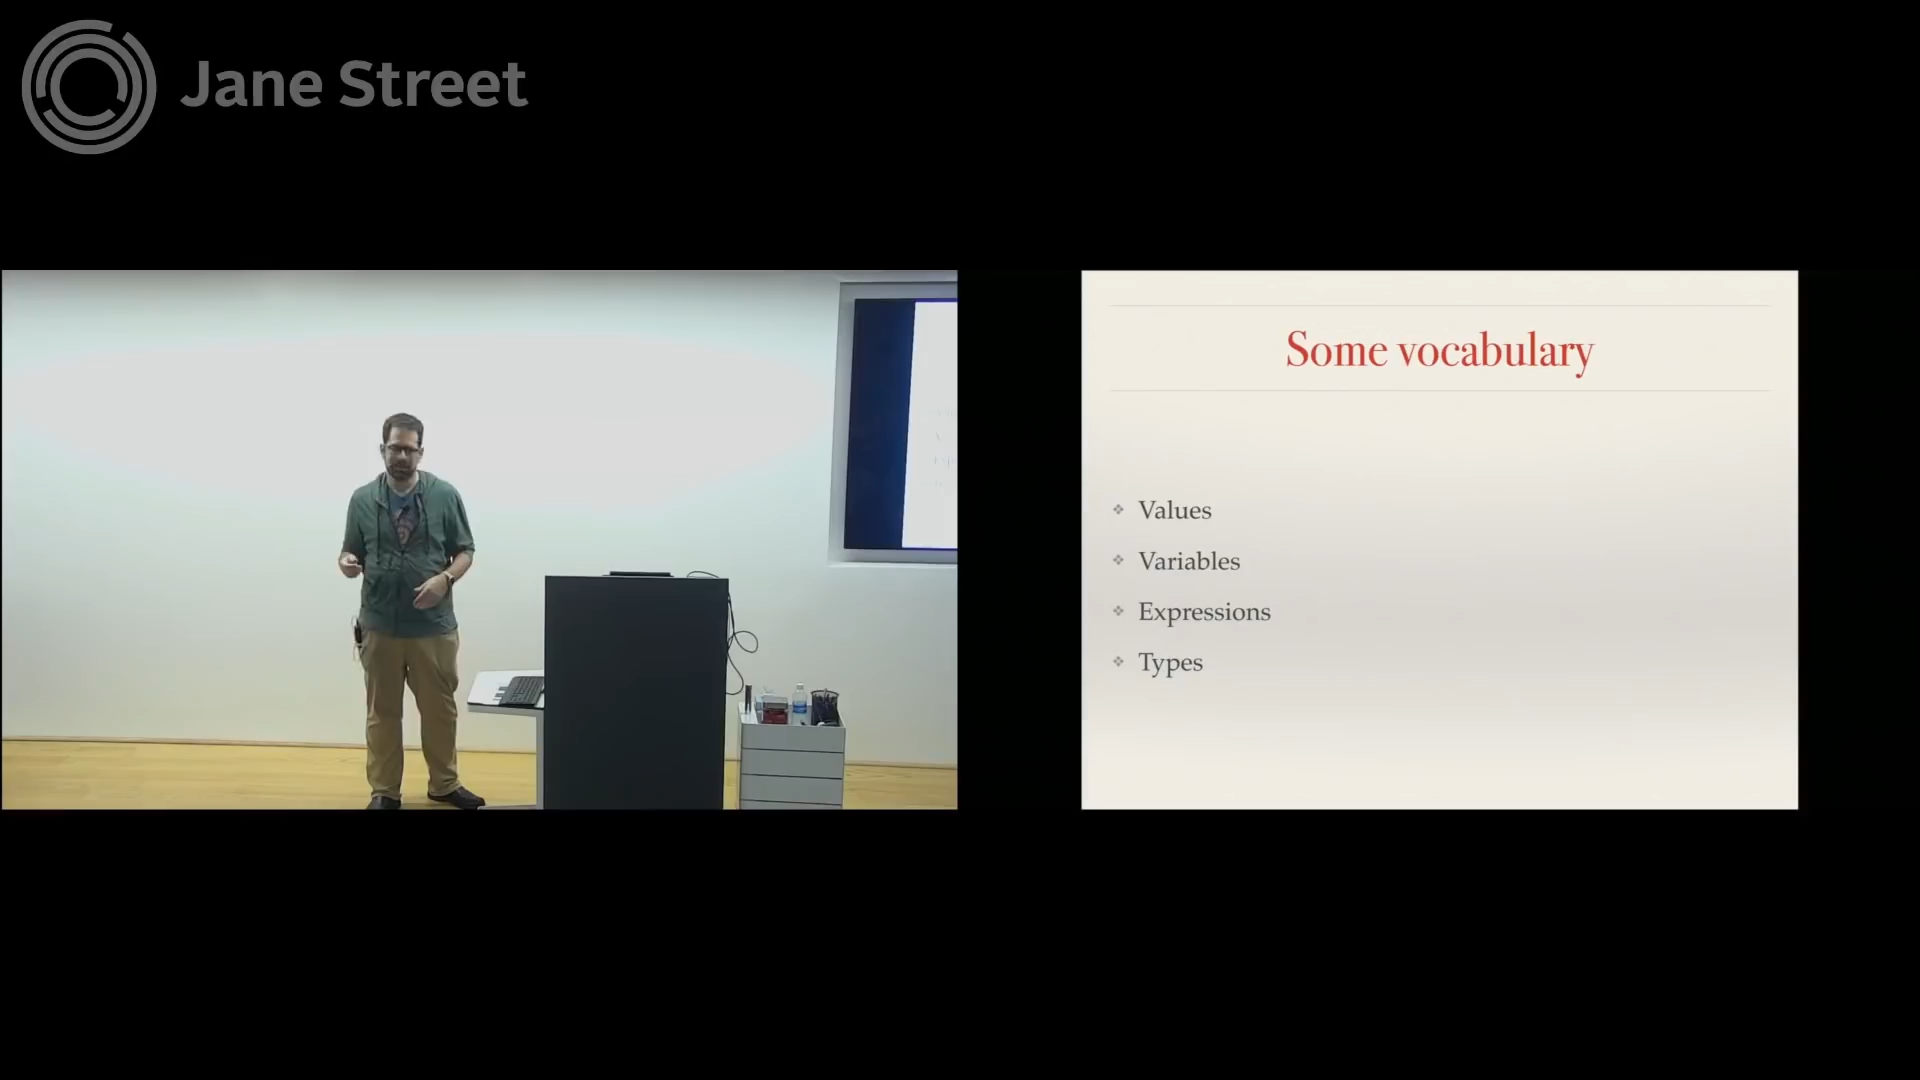 Jane Street
Some vocabulary
Values
Variables
Expressions
Types